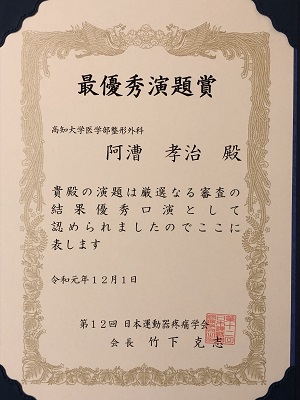 最優秀演題賞
高知大学医学部整形外科
阿漕 孝治 殿
貴殿の演題は厳選なる審査の
結果優秀口演として
認められましたのでここに
表します
令和元年12月1日
第12回 日本運動器疼痛学会
会長 竹下 克志